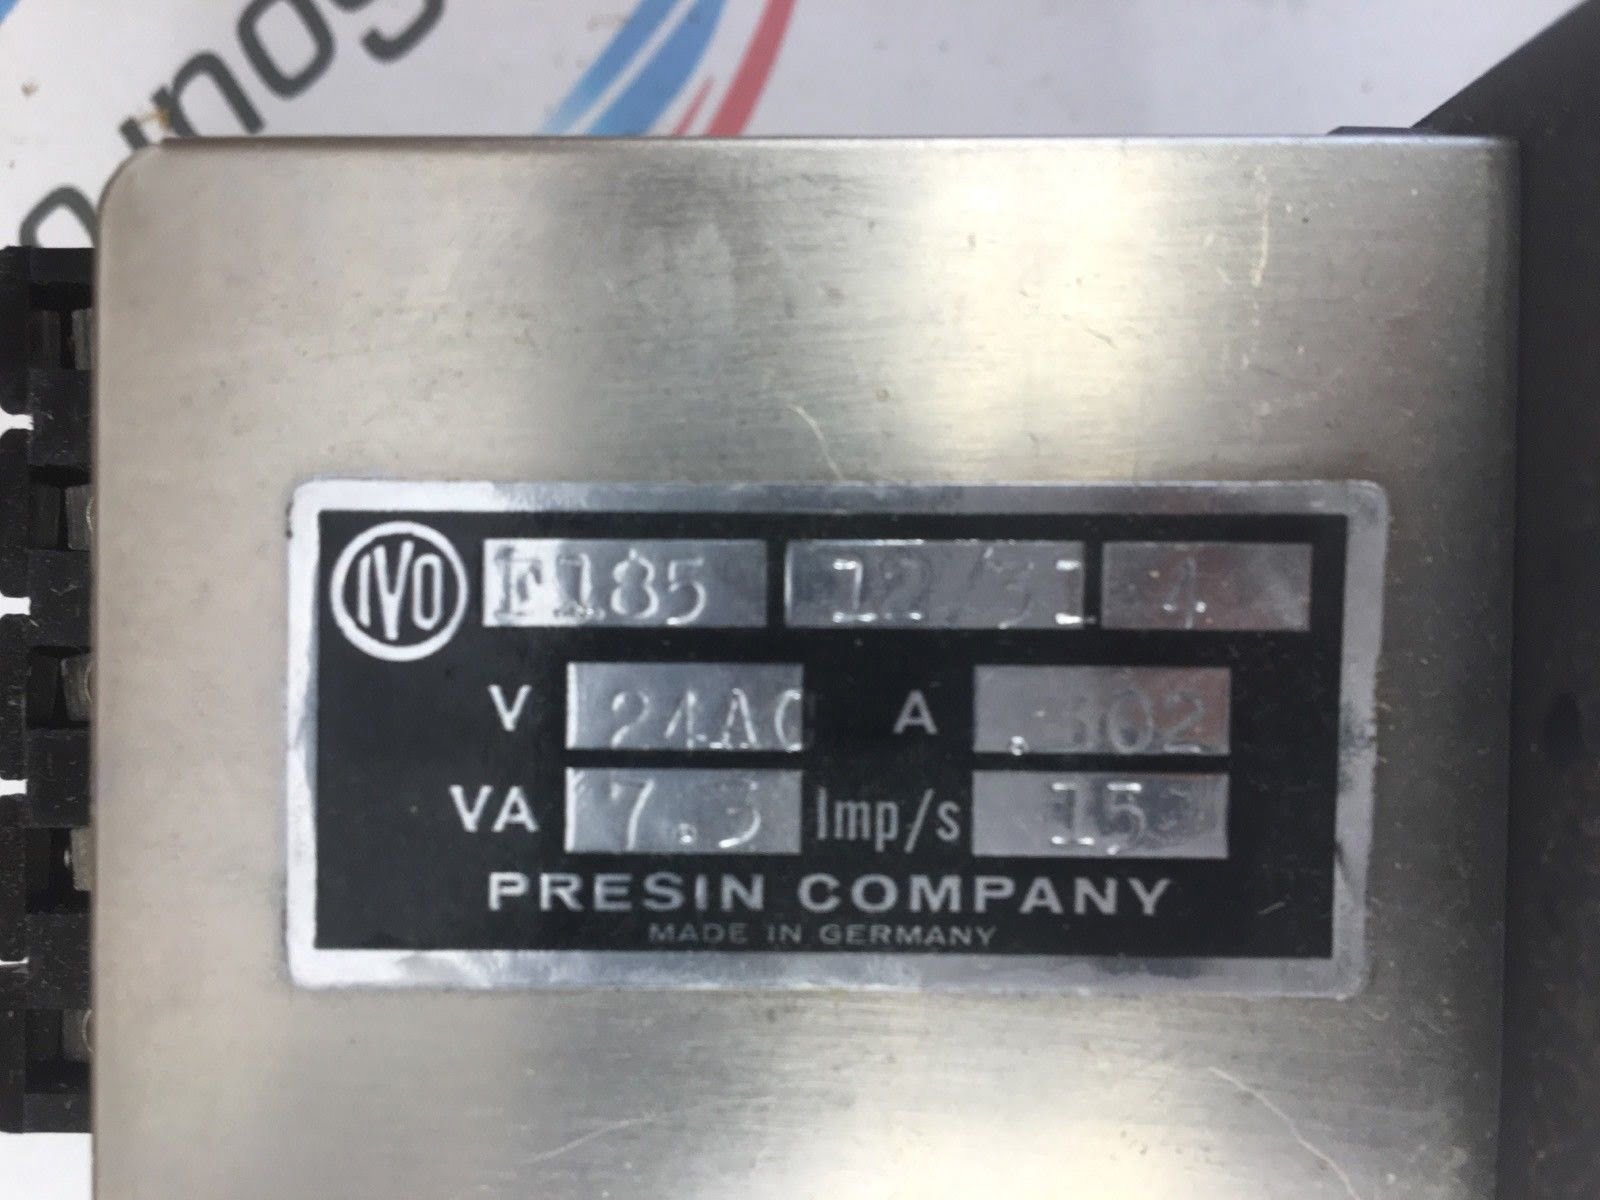 IVO F185 12/31 4
V 24AC A .302
VA 7.3 Imp/s 15
PRESIN COMPANY
MADE IN GERMANY